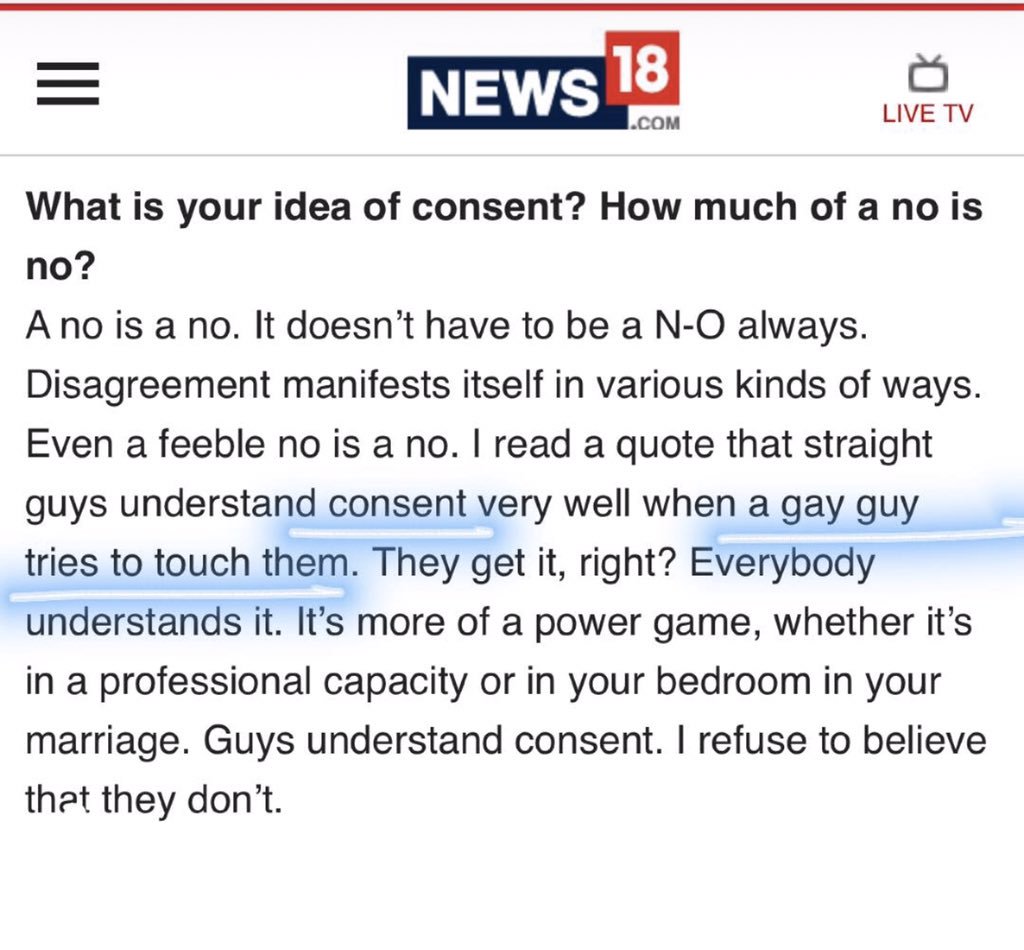 NEWS 18
.COM
LIVE TV
What is your idea of consent? How much of a no is
no?
A no is a no. It doesn't have to be a N-O always.
Disagreement manifests itself in various kinds of ways.
Even a feeble no is a no. I read a quote that straight
guys understand consent very well when a gay guy
tries to touch them. They get it, right? Everybody
understands it. It's more of a power game, whether it's
in a professional capacity or in your bedroom in your
marriage. Guys understand consent. I refuse to believe
that they don't.